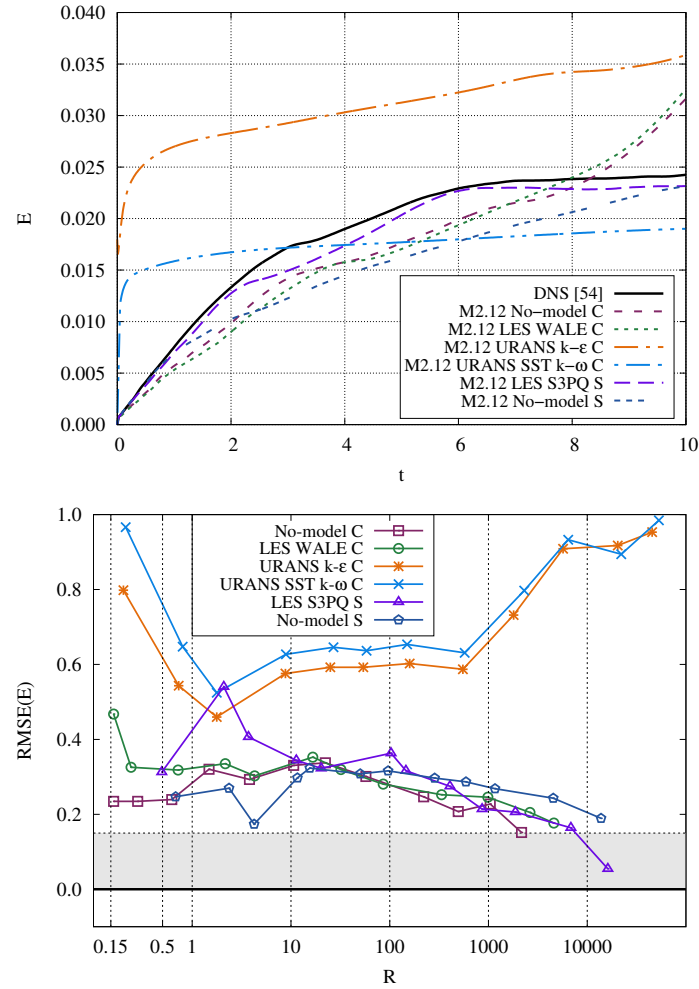 0.040
0.035
0.030
0.025
0.020
0.015
0.010
0.005
0.000
E
0 2 4 6 8 10
t
DNS [54]
M2.12 No−model C
M2.12 LES WALE C
M2.12 URANS k−ε C
M2.12 URANS SST k−ω C
M2.12 LES S3PQ S
M2.12 No−model S
1.0
0.8
0.6
0.4
0.2
0.0
RMSE(E)
No-model C
LES WALE C
URANS k-ε C
URANS SST k-ω C
LES S3PQ S
No-model S
0.15 0.5 1 10 100 1000 10000
R